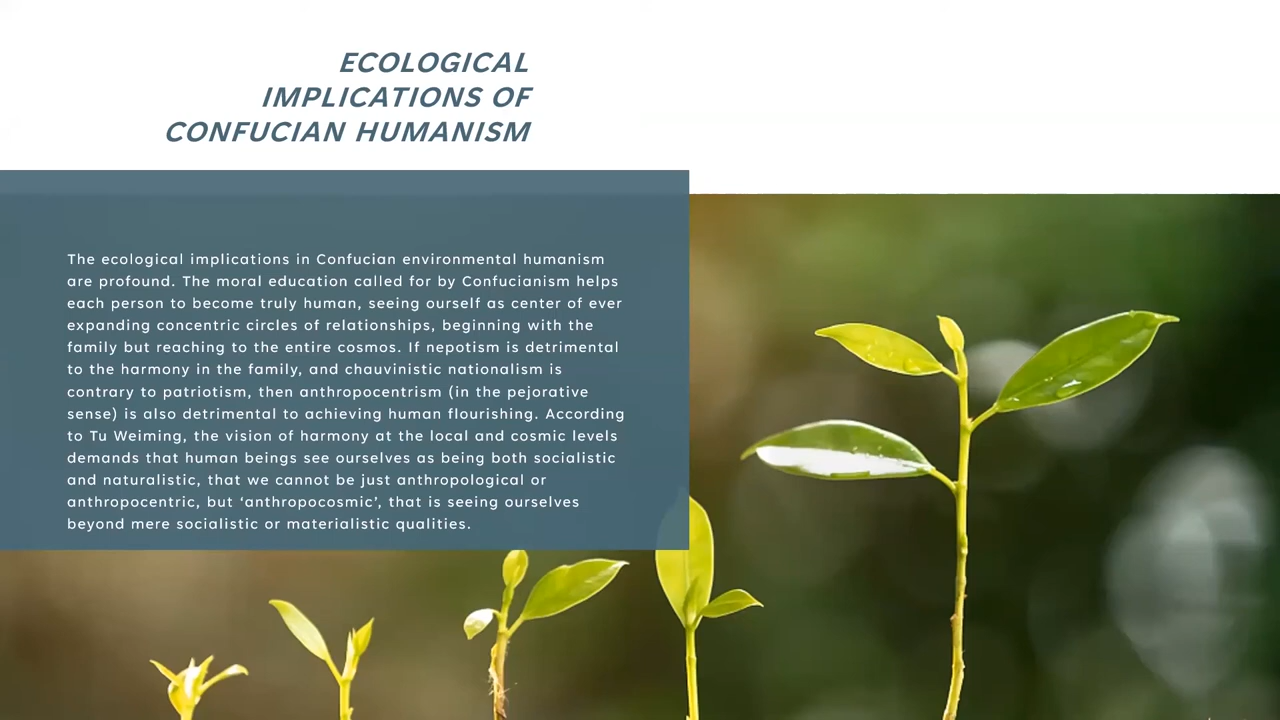 ECOLOGICAL
IMPLICATIONS OF
CONFUCIAN HUMANISM
The ecological implications in Confucian environmental humanism
are profound. The moral education called for by Confucianism helps
each person to become truly human, seeing ourself as center of ever
expanding concentric circles of relationships, beginning with the
family but reaching to the entire cosmos. If nepotism is detrimental
to the harmony in the family, and chauvinistic nationalism is
contrary to patriotism, then anthropocentrism (in the pejorative
sense) is also detrimental to achieving human flourishing. According
to Tu Weiming, the vision of harmony at the local and cosmic levels
demands that human beings see ourselves as being both socialistic
and naturalistic, that we cannot be just anthropological or
anthropocentric, but ‘anthropocosmic’, that is seeing ourselves
beyond mere socialistic or materialistic qualities.